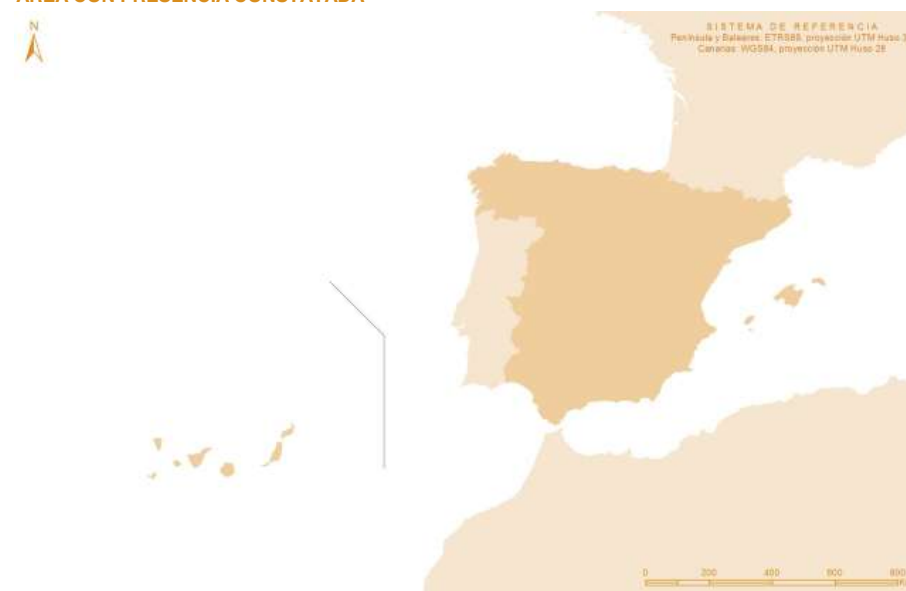 N
SISTEMA DE REFERENCIA
Península y Baleares: ETRS89, proyección UTM Huso
Canarias: WGS84, proyección UTM Huso 28
0 200 400 600 800